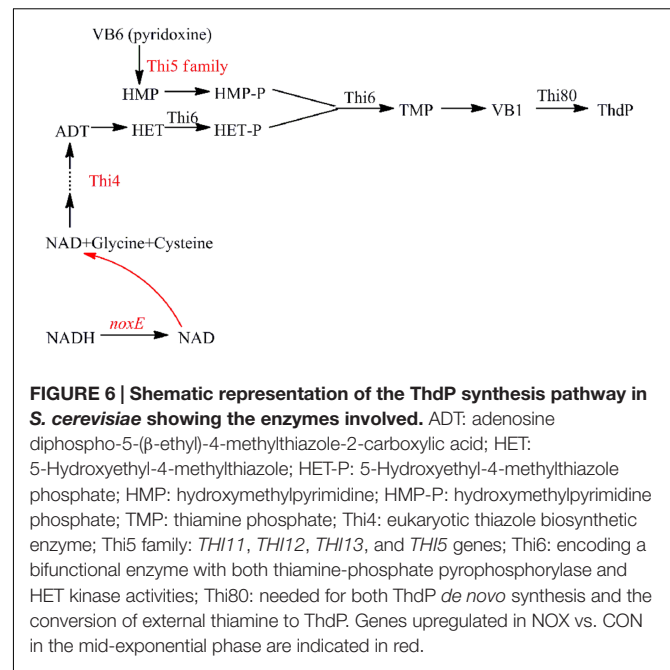 VB6 (pyridoxine)
Thi5 family
HMP HMP-P
Thi6 Thi80
TMP VB1 ThdP
Thi6
ADT HET HET-P
Thi4
NAD+Glycine+Cysteine
noxE
NADH NAD
FIGURE 6 | Shematic representation of the ThdP synthesis pathway in
S. cerevisiae showing the enzymes involved. ADT: adenosine
diphospho-5-(β-ethyl)-4-methylthiazole-2-carboxylic acid; HET:
5-Hydroxyethyl-4-methylthiazole; HET-P: 5-Hydroxyethyl-4-methylthiazole
phosphate; HMP: hydroxymethylpyrimidine; HMP-P: hydroxymethylpyrimidine
phosphate; TMP: thiamine phosphate; Thi4: eukaryotic thiazole biosynthetic
enzyme; Thi5 family: THI11, THI12, THI13, and THI5 genes; Thi6: encoding a
bifunctional enzyme with both thiamine-phosphate pyrophosphorylase and
HET kinase activities; Thi80: needed for both ThdP de novo synthesis and the
conversion of external thiamine to ThdP. Genes upregulated in NOX vs. CON
in the mid-exponential phase are indicated in red.